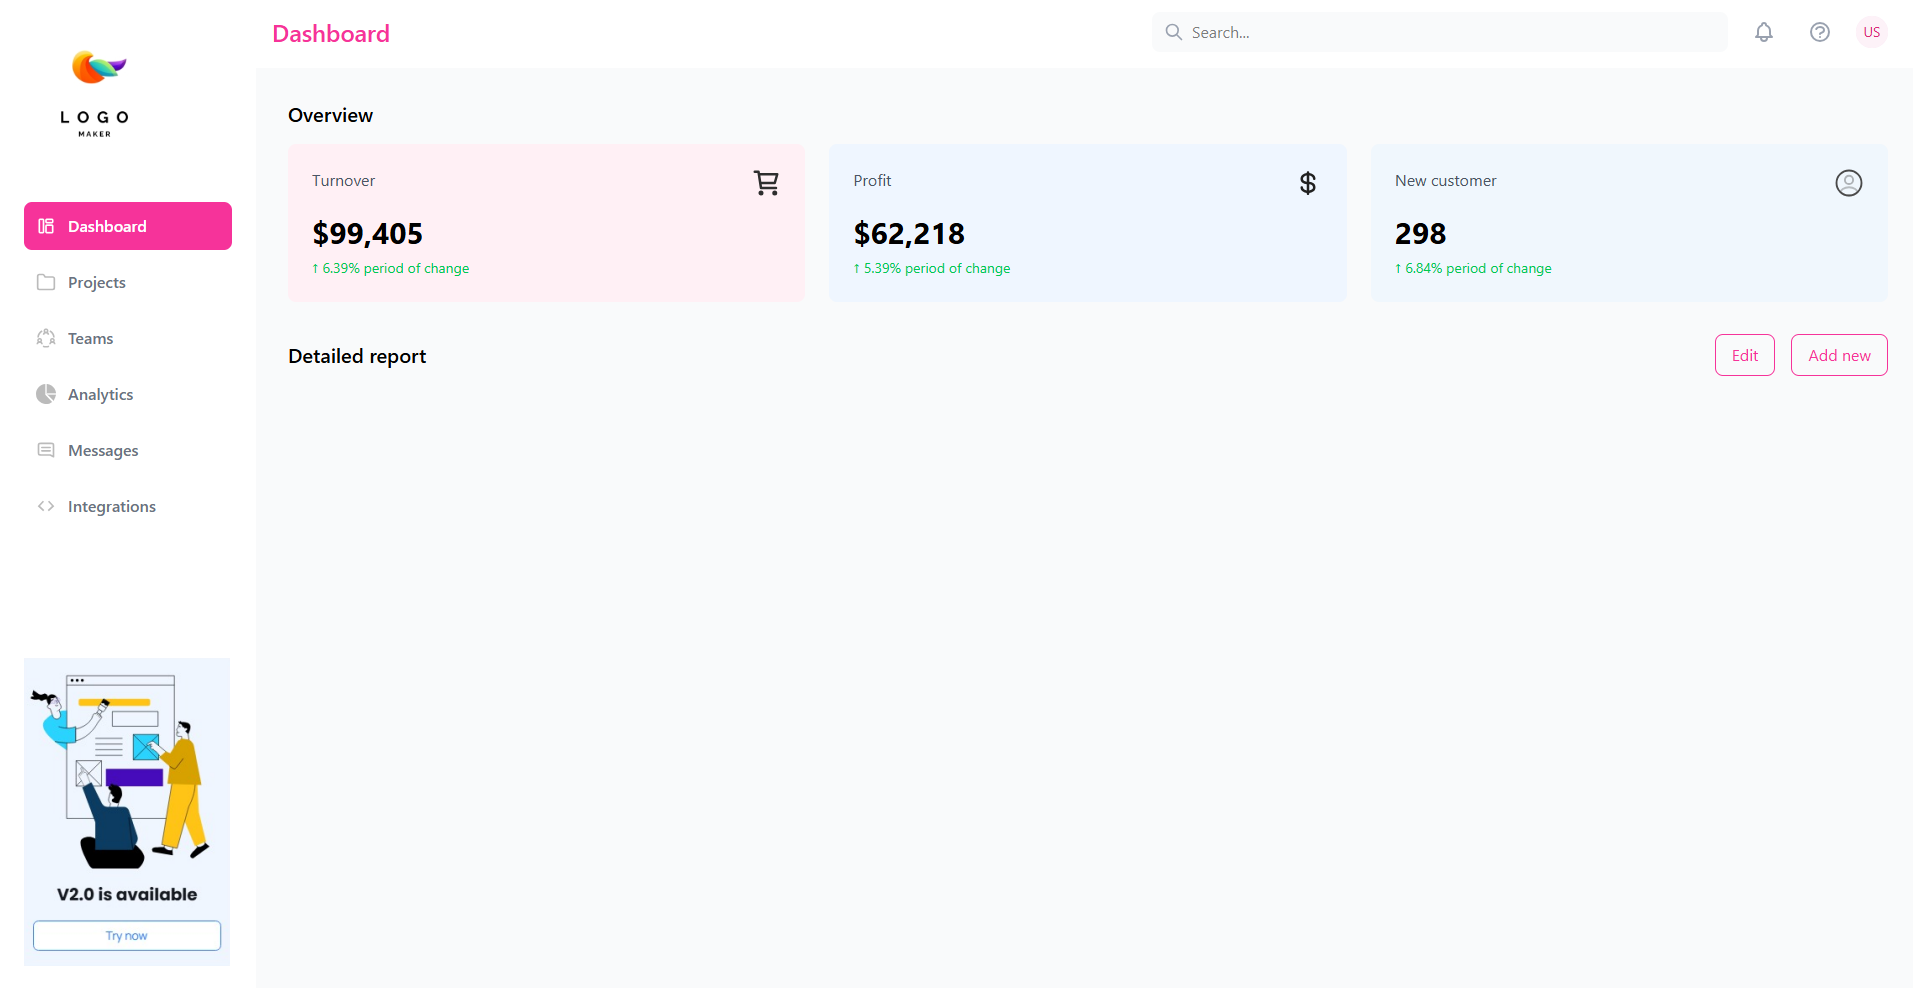 LOGO
MAKER
Dashboard
Projects
Teams
Analytics
Messages
Integrations
V2.0 is available
Try now
Dashboard
Search...
US
Overview
Turnover
$99,405
↑ 6.39% period of change
Profit
$
$62,218
↑ 5.39% period of change
New customer
298
↑ 6.84% period of change
Detailed report
Edit
Add new